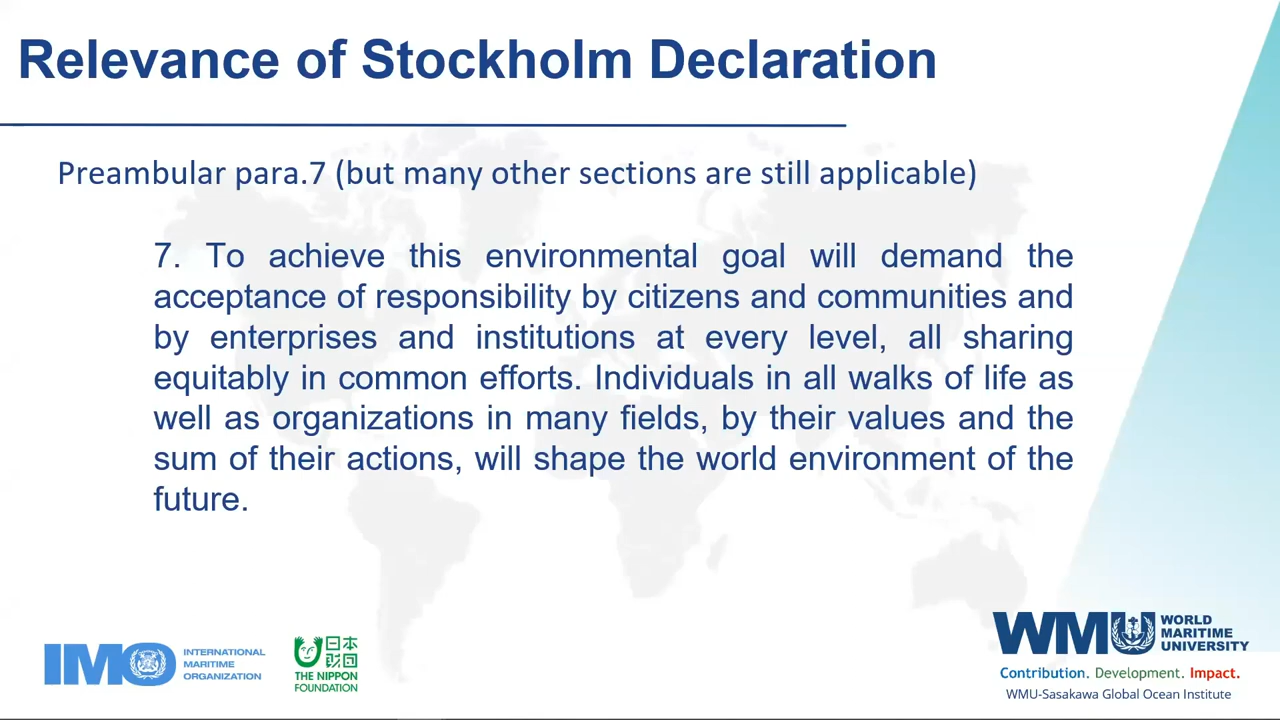 Relevance of Stockholm Declaration
Preambular para.7 (but many other sections are still applicable)
7. To achieve this environmental goal will demand the
acceptance of responsibility by citizens and communities and
by enterprises and institutions at every level, all sharing
equitably in common efforts. Individuals in all walks of life as
well as organizations in many fields, by their values and the
sum of their actions, will shape the world environment of the
future.
IMO
INTERNATIONAL
MARITIME
ORGANIZATION
日本
財団
THE NIPPON
FOUNDATION
WMU
WORLD
MARITIME
UNIVERSITY
Contribution. Development. Impact.
WMU-Sasakawa Global Ocean Institute